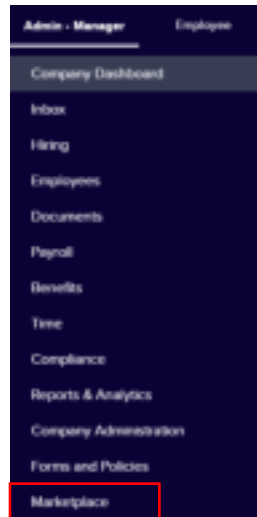 Admin - Manager Employee
Company Dashboard
Inbox
Hiring
Employees
Documents
Payroll
Benefits
Time
Compliance
Reports & Analytics
Company Administration
Forms and Policies
Marketplace